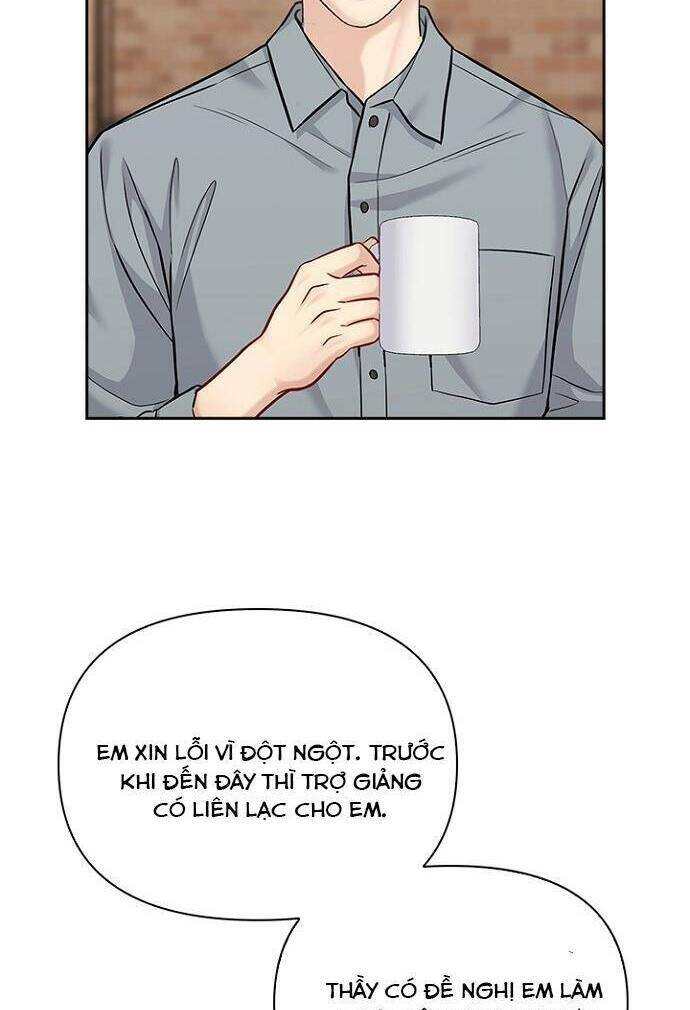 EM XIN LỖI VÌ ĐỘT NGỘT. TRƯỚC
KHI ĐẾN ĐÂY THÌ TRỢ GIẢNG
CÓ LIÊN LẠC CHO EM.
THẦY CÓ ĐỀ NGHỊ EM LÀM